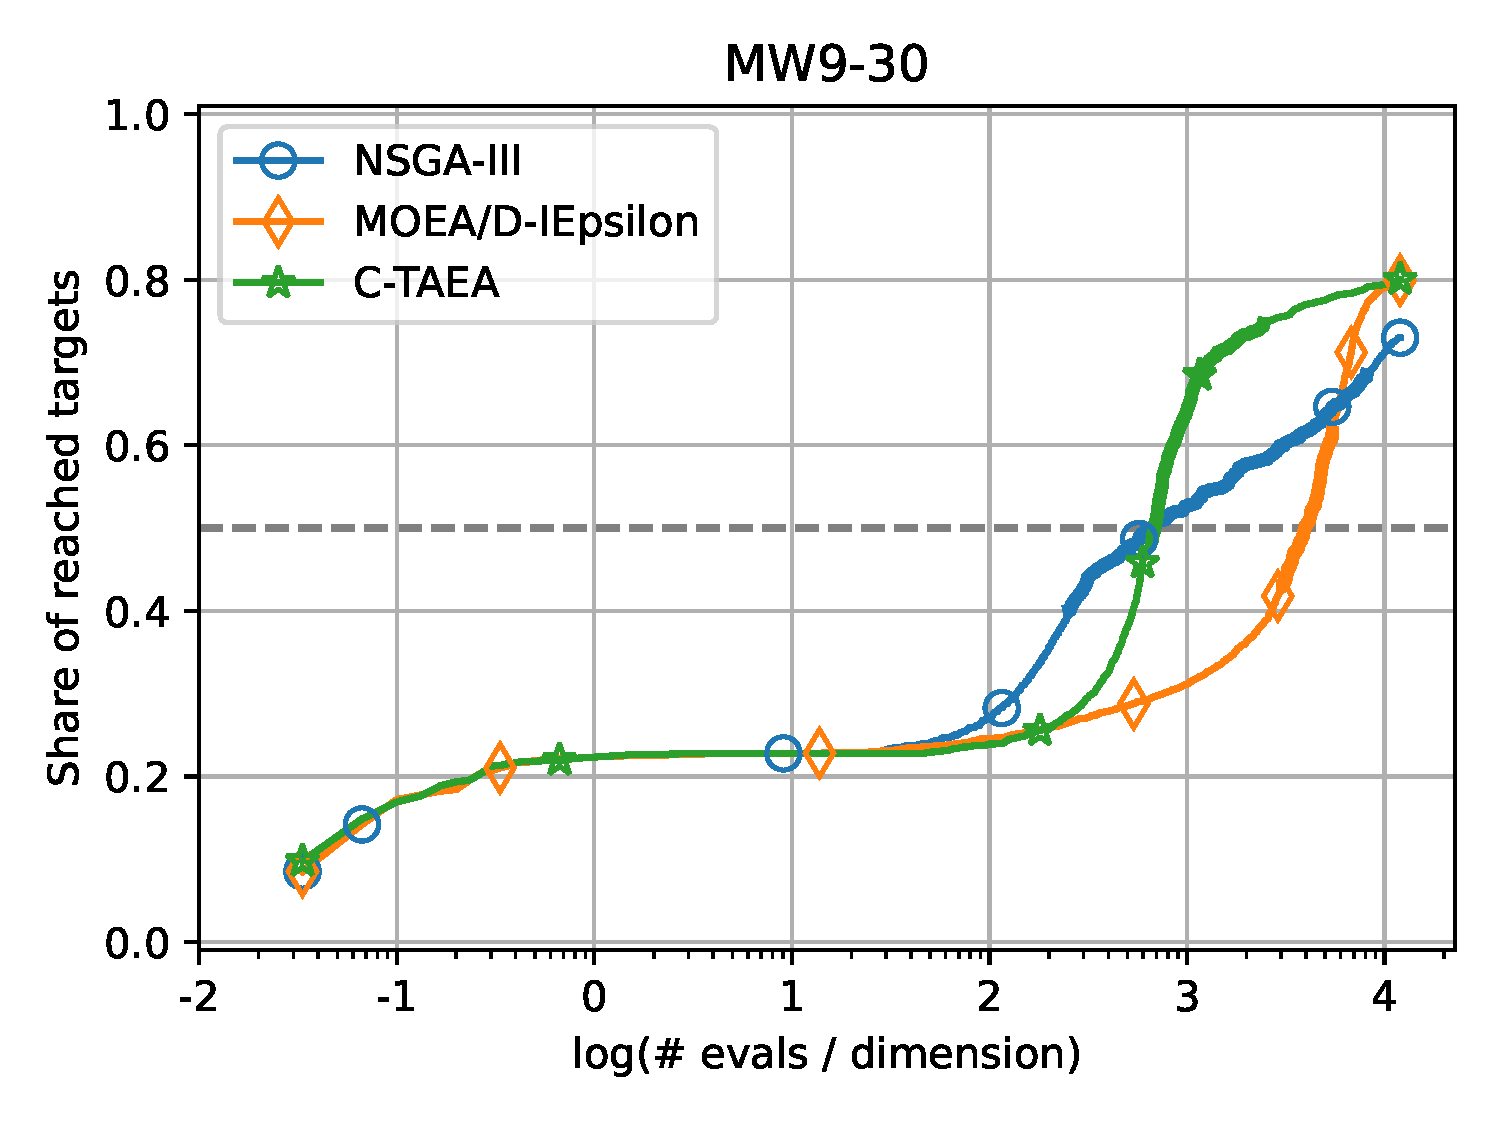 MW9-30
1.0
0.8
0.6
0.4
0.2
0.0
Share of reached targets
NSGA-III
MOEA/D-IEpsilon
C-TAEA
-2 -1 0 1 2 3 4
log(# evals / dimension)